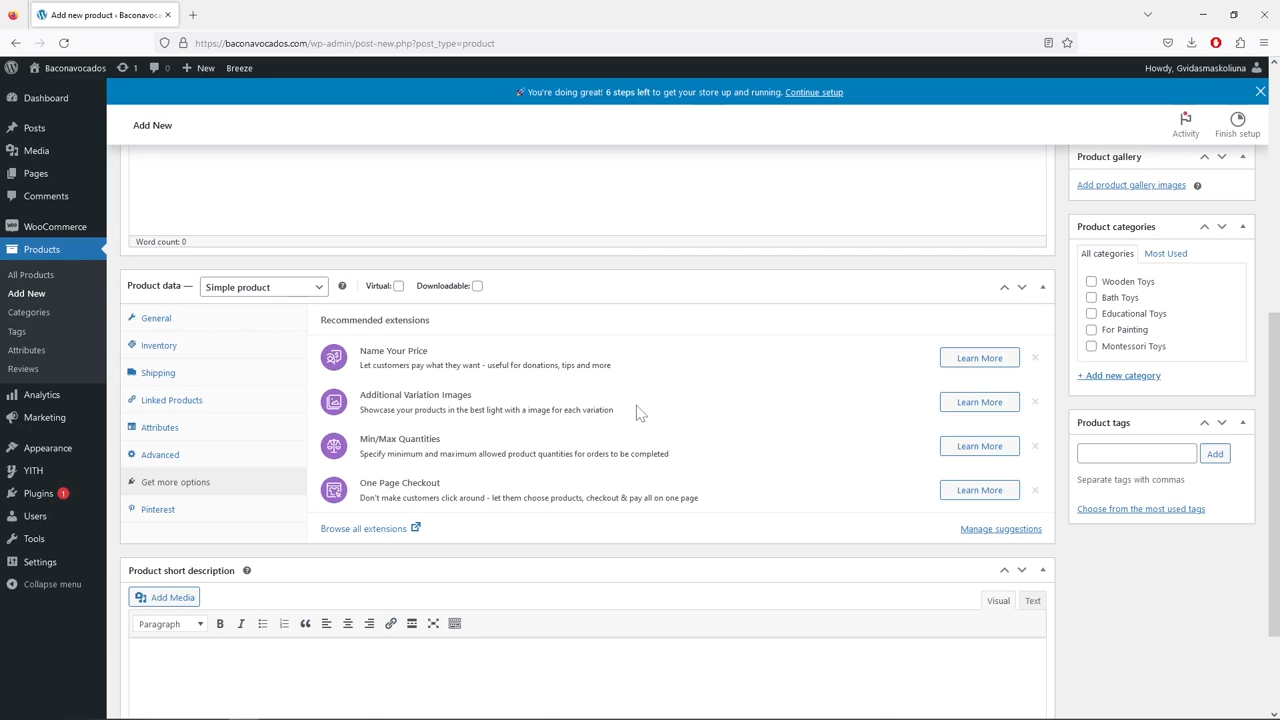 Add new product ‹ Baconavoca
https://baconavocados.com/wp-admin/post-new.php?post_type=product
Baconavocados
1
0
New
Breeze
Howdy, Gvidasmaskoliuna
Dashboard
Posts
Media
Pages
Comments
WooCommerce
Products
All Products
Add New
Categories
Tags
Attributes
Reviews
Analytics
Marketing
Appearance
YITH
Plugins 1
Users
Tools
Settings
Collapse menu
You're doing great! 6 steps left to get your store up and running. Continue setup
Add New
Activity
Finish setup
Word count: 0
Product data — Simple product Virtual: Downloadable:
General
Inventory
Shipping
Linked Products
Attributes
Advanced
Get more options
Pinterest
Recommended extensions
Name Your Price
Let customers pay what they want - useful for donations, tips and more
Learn More
Additional Variation Images
Showcase your products in the best light with a image for each variation
Learn More
Min/Max Quantities
Specify minimum and maximum allowed product quantities for orders to be completed
Learn More
One Page Checkout
Don't make customers click around - let them choose products, checkout & pay all on one page
Learn More
Browse all extensions
Manage suggestions
Product short description
Add Media
Visual
Text
Paragraph
Product gallery
Add product gallery images
Product categories
All categories
Most Used
Wooden Toys
Bath Toys
Educational Toys
For Painting
Montessori Toys
+ Add new category
Product tags
Add
Separate tags with commas
Choose from the most used tags